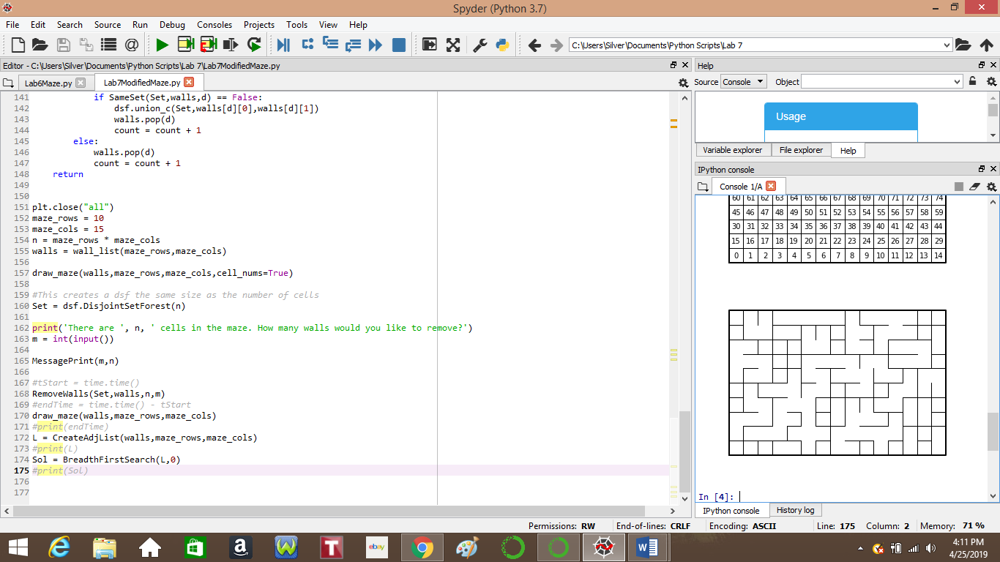 Spyder (Python 3.7)
File Edit Search Source Run Debug Consoles Projects Tools View Help
C:\Users\Silver\Documents\Python Scripts\Lab 7
Editor - C:\Users\Silver\Documents\Python Scripts\Lab 7\Lab7ModifiedMaze.py
Lab6Maze.py Lab7ModifiedMaze.py
141 if SameSet(Set,walls,d) == False:
142 dsf.union_c(Set,walls[d][0],walls[d][1])
143 walls.pop(d)
144 count = count + 1
145 else:
146 walls.pop(d)
147 count = count + 1
148 return
149
150
151 plt.close("all")
152 maze_rows = 10
153 maze_cols = 15
154 n = maze_rows * maze_cols
155 walls = wall_list(maze_rows,maze_cols)
156
157 draw_maze(walls,maze_rows,maze_cols,cell_nums=True)
158
159 #This creates a dsf the same size as the number of cells
160 Set = dsf.DisjointSetForest(n)
161
162 print('There are ', n, ' cells in the maze. How many walls would you like to remove?')
163 m = int(input())
164
165 MessagePrint(m,n)
166
167 #tStart = time.time()
168 RemoveWalls(Set,walls,n,m)
169 #endTime = time.time() - tStart
170 draw_maze(walls,maze_rows,maze_cols)
171 #print(endTime)
172 L = CreateAdjList(walls,maze_rows,maze_cols)
173 #print(L)
174 Sol = BreadthFirstSearch(L,0)
175 #print(Sol)
176
177
Help
Source Console Object
Usage
Variable explorer File explorer Help
IPython console
Console 1/A
60 61 62 63 64 65 66 67 68 69 70 71 72 73 74
45 46 47 48 49 50 51 52 53 54 55 56 57 58 59
30 31 32 33 34 35 36 37 38 39 40 41 42 43 44
15 16 17 18 19 20 21 22 23 24 25 26 27 28 29
0 1 2 3 4 5 6 7 8 9 10 11 12 13 14
In [4]:
IPython console History log
Permissions: RW End-of-lines: CRLF Encoding: ASCII Line: 175 Column: 2 Memory: 71 %
ebay
4:11 PM
4/25/2019